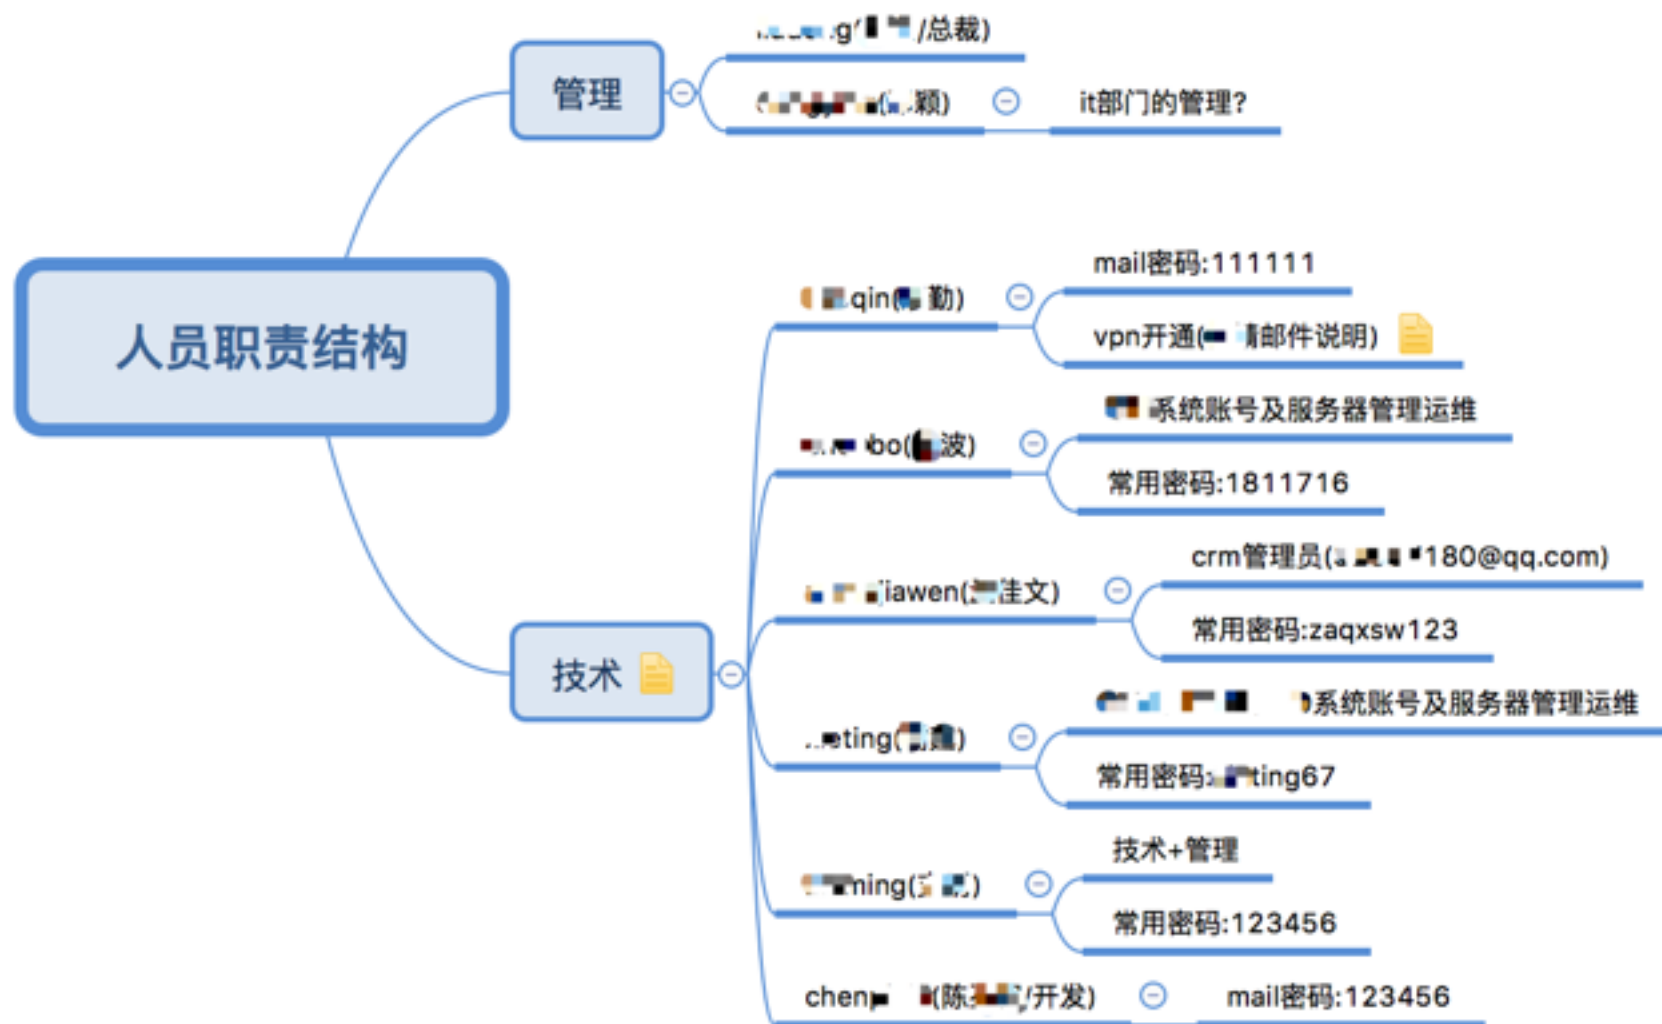 人员职责结构
管理
/总裁)
颖)
it部门的管理?
技术
qin( 勤)
mail密码:111111
vpn开通( 请邮件说明)
bo( 波)
系统账号及服务器管理运维
常用密码:1811716
jiawen( 佳文)
crm管理员( 180@qq.com)
常用密码:zaqxsw123
ting(
系统账号及服务器管理运维
常用密码: ting67
ming(
技术+管理
常用密码:123456
chen (陈 /开发)
mail密码:123456